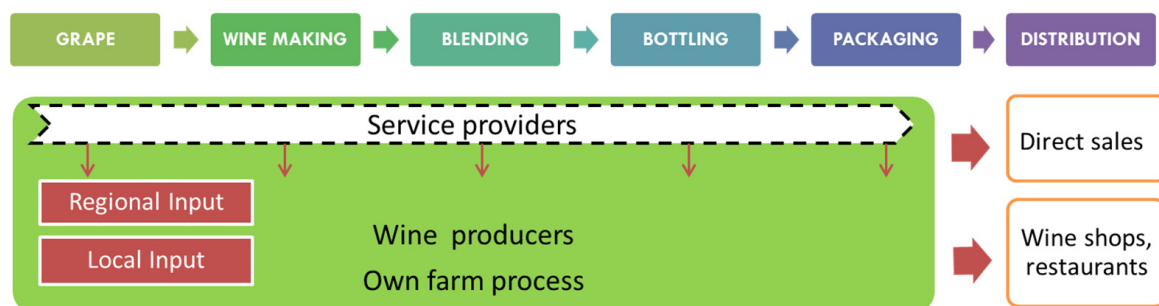 GRAPE
WINE MAKING
BLENDING
BOTTLING
PACKAGING
DISTRIBUTION
Service providers
Direct sales
Regional Input
Local Input
Wine producers
Own farm process
Wine shops,
restaurants